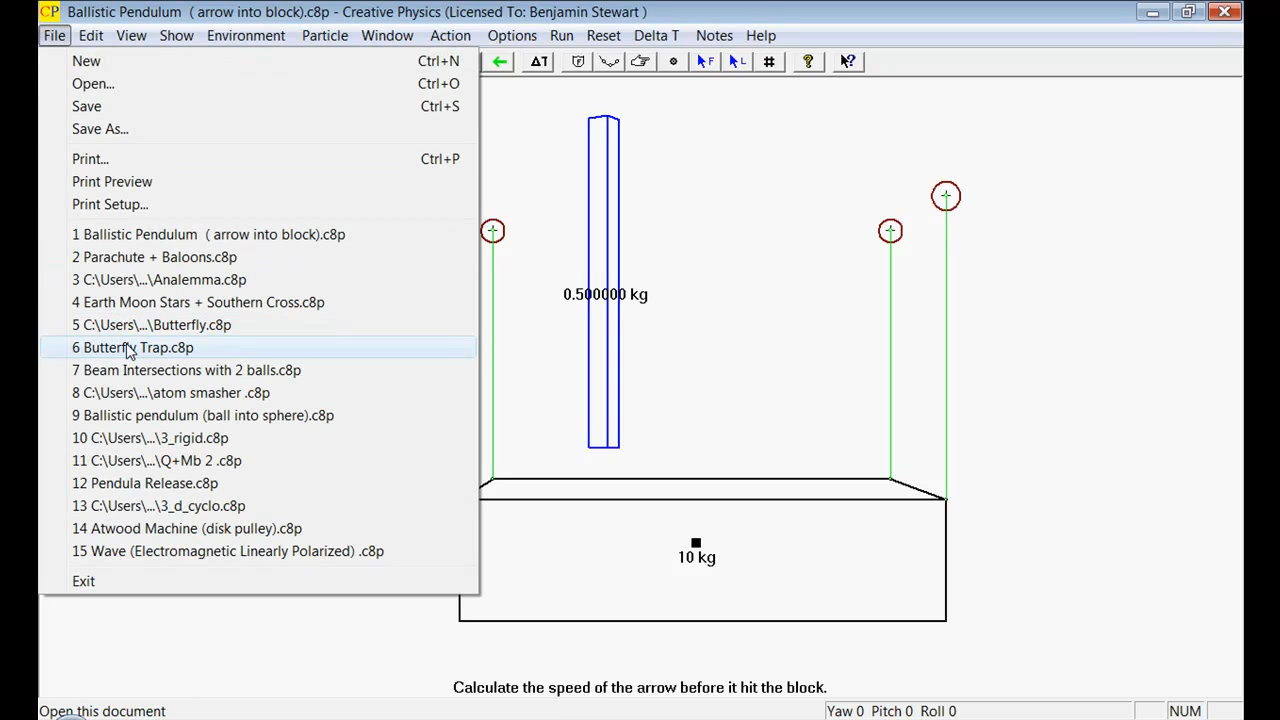 CP Ballistic Pendulum ( arrow into block).c8p - Creative Physics (Licensed To: Benjamin Stewart )
File Edit View Show Environment Particle Window Action Options Run Reset Delta T Notes Help
ΔT F L # ? ?
New Ctrl+N
Open... Ctrl+O
Save Ctrl+S
Save As...
Print... Ctrl+P
Print Preview
Print Setup...
1 Ballistic Pendulum ( arrow into block).c8p
2 Parachute + Baloons.c8p
3 C:\Users\...\Analemma.c8p
4 Earth Moon Stars + Southern Cross.c8p
5 C:\Users\...\Butterfly.c8p
6 Butterfly Trap.c8p
7 Beam Intersections with 2 balls.c8p
8 C:\Users\...\atom smasher .c8p
9 Ballistic pendulum (ball into sphere).c8p
10 C:\Users\...\3_rigid.c8p
11 C:\Users\...\Q+Mb 2 .c8p
12 Pendula Release.c8p
13 C:\Users\...\3_d_cyclo.c8p
14 Atwood Machine (disk pulley).c8p
15 Wave (Electromagnetic Linearly Polarized) .c8p
Exit
0.500000 kg
10 kg
Calculate the speed of the arrow before it hit the block.
Open this document Yaw 0 Pitch 0 Roll 0 NUM